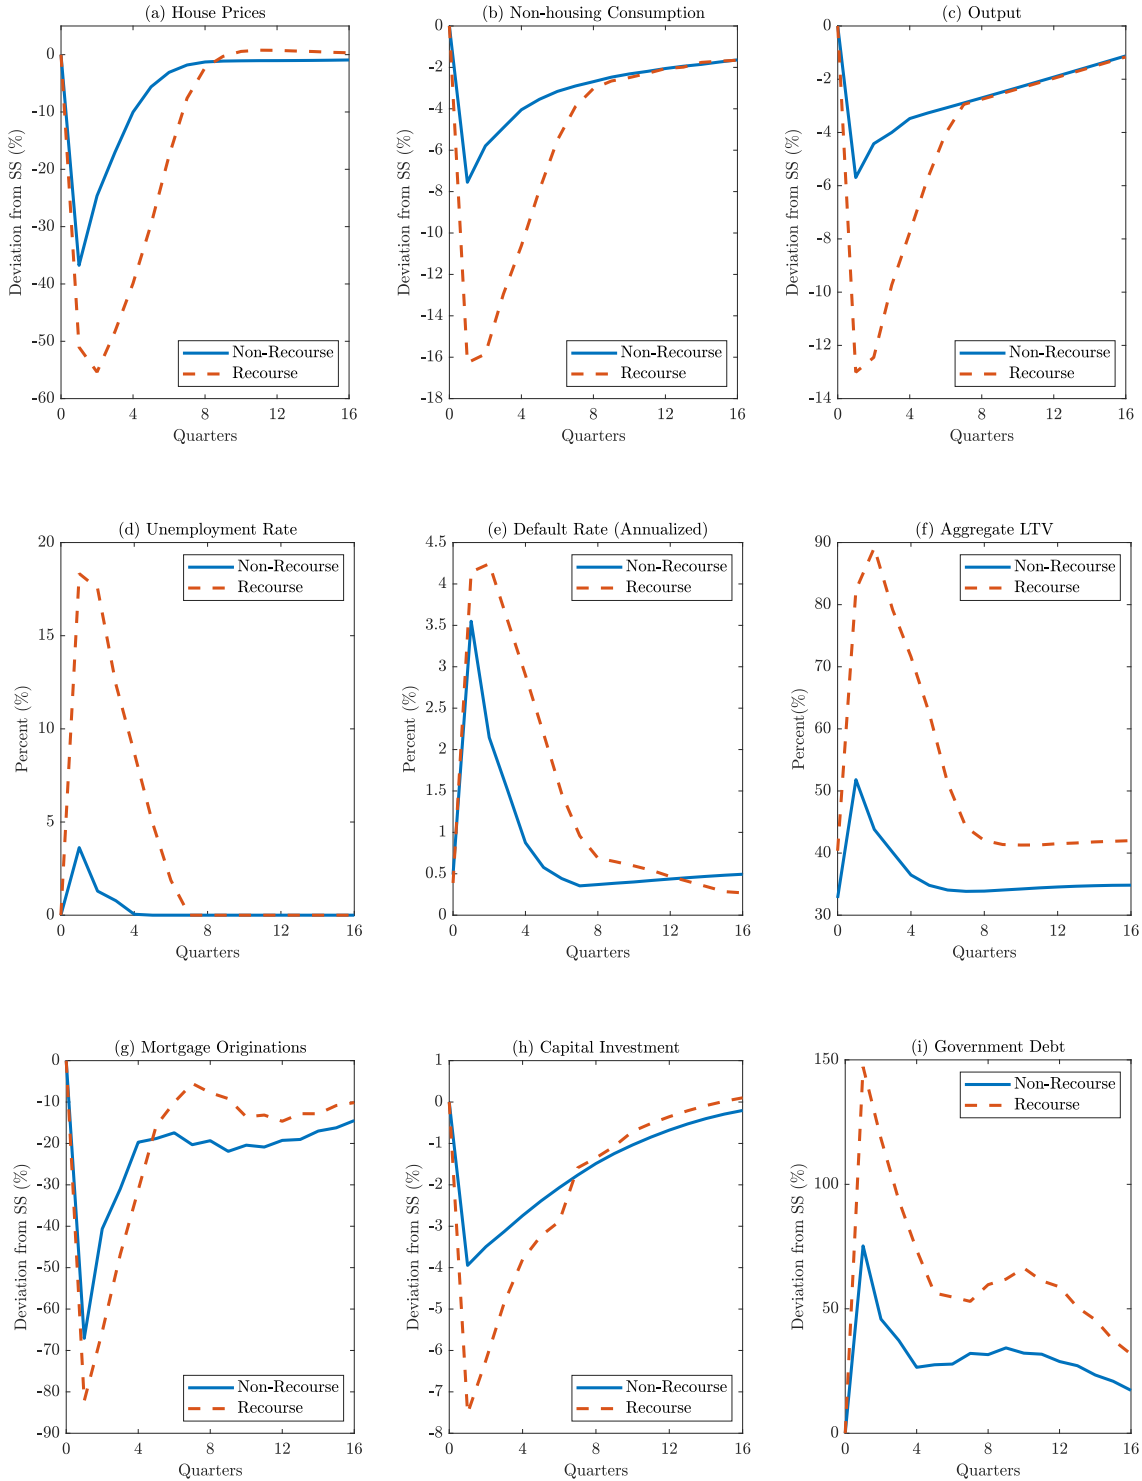 (a) House Prices
0
-10
-20
-30
-40
-50
-60
Deviation from SS (%)
Non-Recourse
Recourse
0 4 8 12 16
Quarters
(b) Non-housing Consumption
0
-2
-4
-6
-8
-10
-12
-14
-16
-18
Deviation from SS (%)
Non-Recourse
Recourse
0 4 8 12 16
Quarters
(c) Output
0
-2
-4
-6
-8
-10
-12
-14
Deviation from SS (%)
Non-Recourse
Recourse
0 4 8 12 16
Quarters
(d) Unemployment Rate
20
15
10
5
0
Percent (%)
Non-Recourse
Recourse
0 4 8 12 16
Quarters
(e) Default Rate (Annualized)
4.5
4
3.5
3
2.5
2
1.5
1
0.5
0
Percent (%)
Non-Recourse
Recourse
0 4 8 12 16
Quarters
(f) Aggregate LTV
90
80
70
60
50
40
30
Percent(%)
Non-Recourse
Recourse
0 4 8 12 16
Quarters
(g) Mortgage Originations
0
-10
-20
-30
-40
-50
-60
-70
-80
-90
Deviation from SS (%)
Non-Recourse
Recourse
0 4 8 12 16
Quarters
(h) Capital Investment
1
0
-1
-2
-3
-4
-5
-6
-7
-8
Deviation from SS (%)
Non-Recourse
Recourse
0 4 8 12 16
Quarters
(i) Government Debt
150
100
50
0
Deviation from SS (%)
Non-Recourse
Recourse
0 4 8 12 16
Quarters